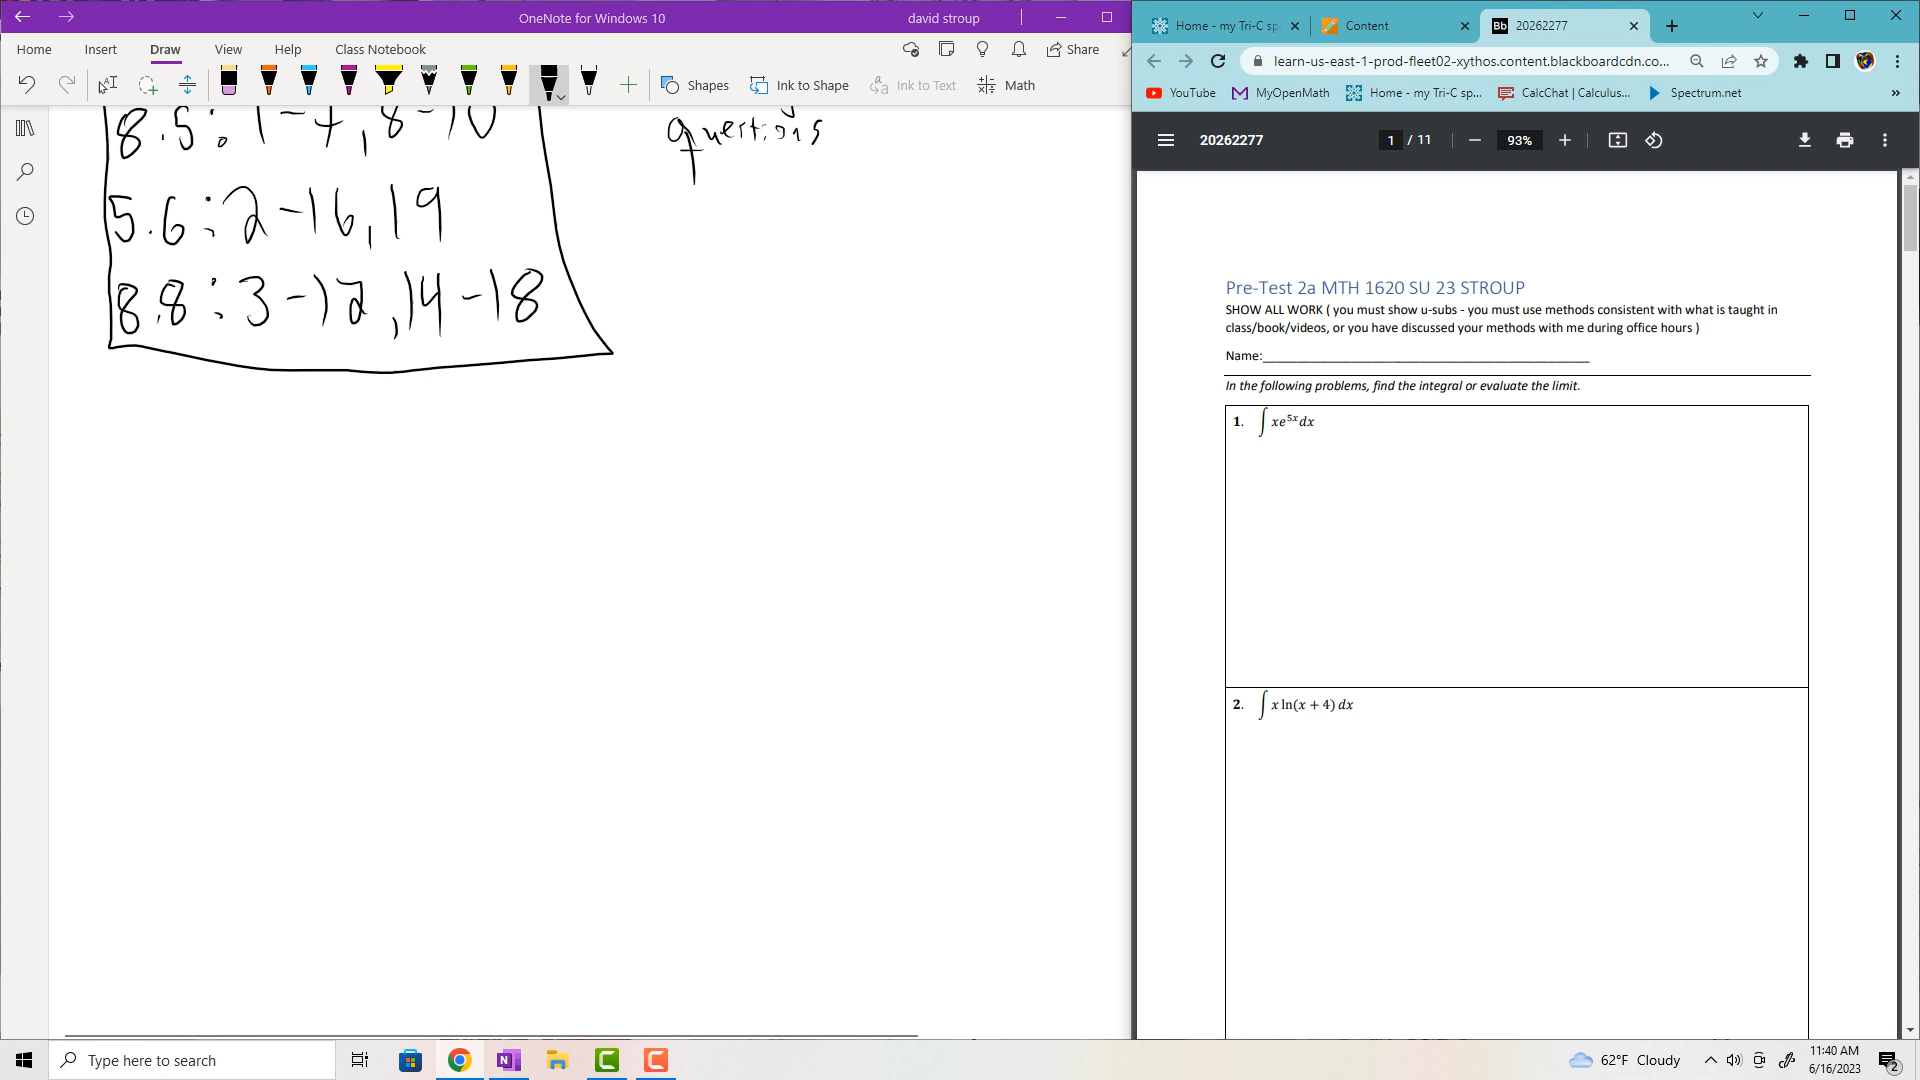 OneNote for Windows 10
david stroup
Home Insert Draw View Help Class Notebook
Share
Shapes Ink to Shape Ink to Text Math
8.5: 1-7, 8-10
questions
5.6: 2-16, 19
8.8: 3-12, 14-18
Home - my Tri-C sp
Content
Bb 20262277
learn-us-east-1-prod-fleet02-xythos.content.blackboardcdn.co...
YouTube MyOpenMath Home - my Tri-C sp... CalcChat | Calculus... Spectrum.net »
20262277 1 / 11 93%
Pre-Test 2a MTH 1620 SU 23 STROUP
SHOW ALL WORK ( you must show u-subs - you must use methods consistent with what is taught in
class/book/videos, or you have discussed your methods with me during office hours )
Name:
In the following problems, find the integral or evaluate the limit.
1. ∫ xe^{5x} dx
2. ∫ x ln(x + 4) dx
Type here to search
N
62°F Cloudy
11:40 AM
6/16/2023
2